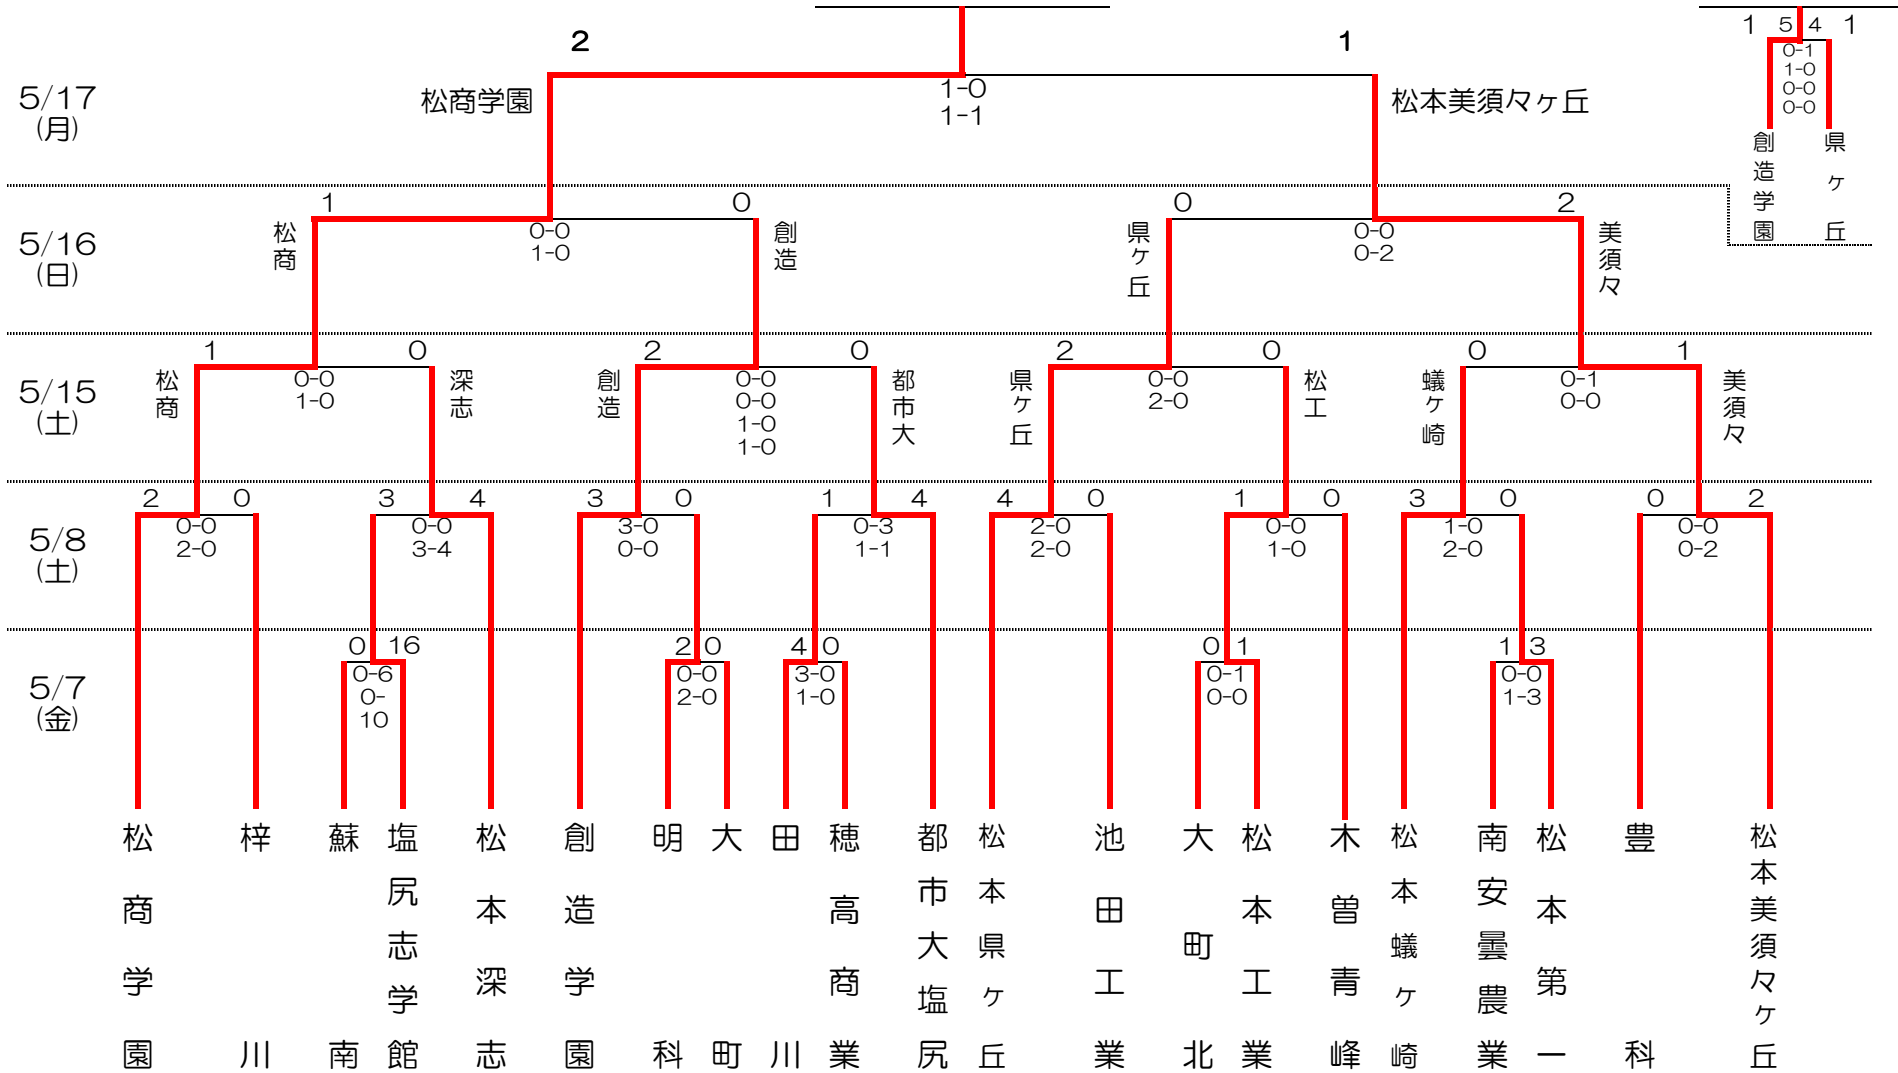 1 5 4 1
0-1
1-0
0-0
0-0
創造学園
県ヶ丘
5/17
(月)
2
1
松商学園
1-0
1-1
松本美須々ヶ丘
5/16
(日)
1
0
松商
0-0
1-0
創造
0
2
県ケ丘
0-0
0-2
美須々
5/15
(土)
1
0
松商
0-0
1-0
深志
2
0
創造
0-0
0-0
1-0
1-0
都市大
2
0
県ケ丘
0-0
2-0
松工
0
1
蟻ケ崎
0-1
0-0
美須々
5/8
(土)
2 0
0-0
2-0
3 4
0-0
3-4
3 0
3-0
0-0
1 4
0-3
1-1
4 0
2-0
2-0
1 0
0-0
1-0
3 0
1-0
2-0
0 2
0-0
0-2
5/7
(金)
0 16
0-6
0-
10
2 0
0-0
2-0
4 0
3-0
1-0
0 1
0-1
0-0
1 3
0-0
1-3
松商学園
梓川
蘇南
塩尻志学館
松本深志
創造学園
明科
大町
田川
穂高商業
都市大塩尻
松本県ヶ丘
池田工業
大町北
松本工業
木曽青峰
松本蟻ヶ崎
南安曇農業
松本第一
豊科
松本美須々ケ丘